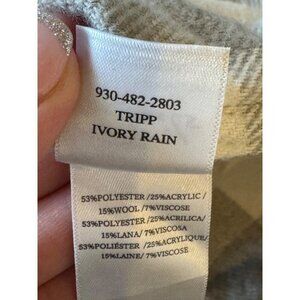 930-482-2803
TRIPP
IVORY RAIN
53%POLYESTER /25%ACRYLIC /
15%WOOL /7%VISCOSE
53%POLYESTER /25%ACRILICA/
15%LANA/ 7%VISCOSA
53%POLIÉSTER /25%ACRYLIQUE/
15%LAINE/ 7%VISCOSE